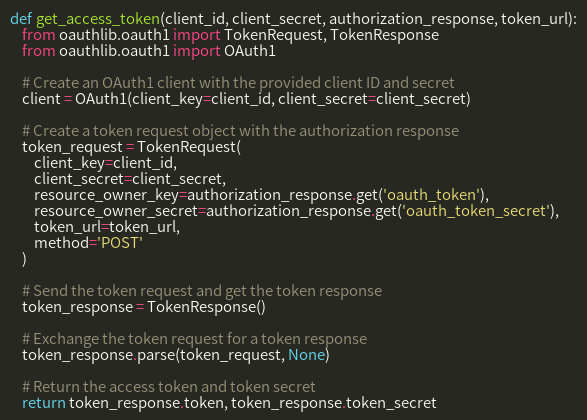 def get_access_token(client_id, client_secret, authorization_response, token_url):
from oauthlib.oauth1 import TokenRequest, TokenResponse
from oauthlib.oauth1 import OAuth1
# Create an OAuth1 client with the provided client ID and secret
client = OAuth1(client_key=client_id, client_secret=client_secret)
# Create a token request object with the authorization response
token_request = TokenRequest(
client_key=client_id,
client_secret=client_secret,
resource_owner_key=authorization_response.get('oauth_token'),
resource_owner_secret=authorization_response.get('oauth_token_secret'),
token_url=token_url,
method='POST'
)
# Send the token request and get the token response
token_response = TokenResponse()
# Exchange the token request for a token response
token_response.parse(token_request, None)
# Return the access token and token secret
return token_response.token, token_response.token_secret